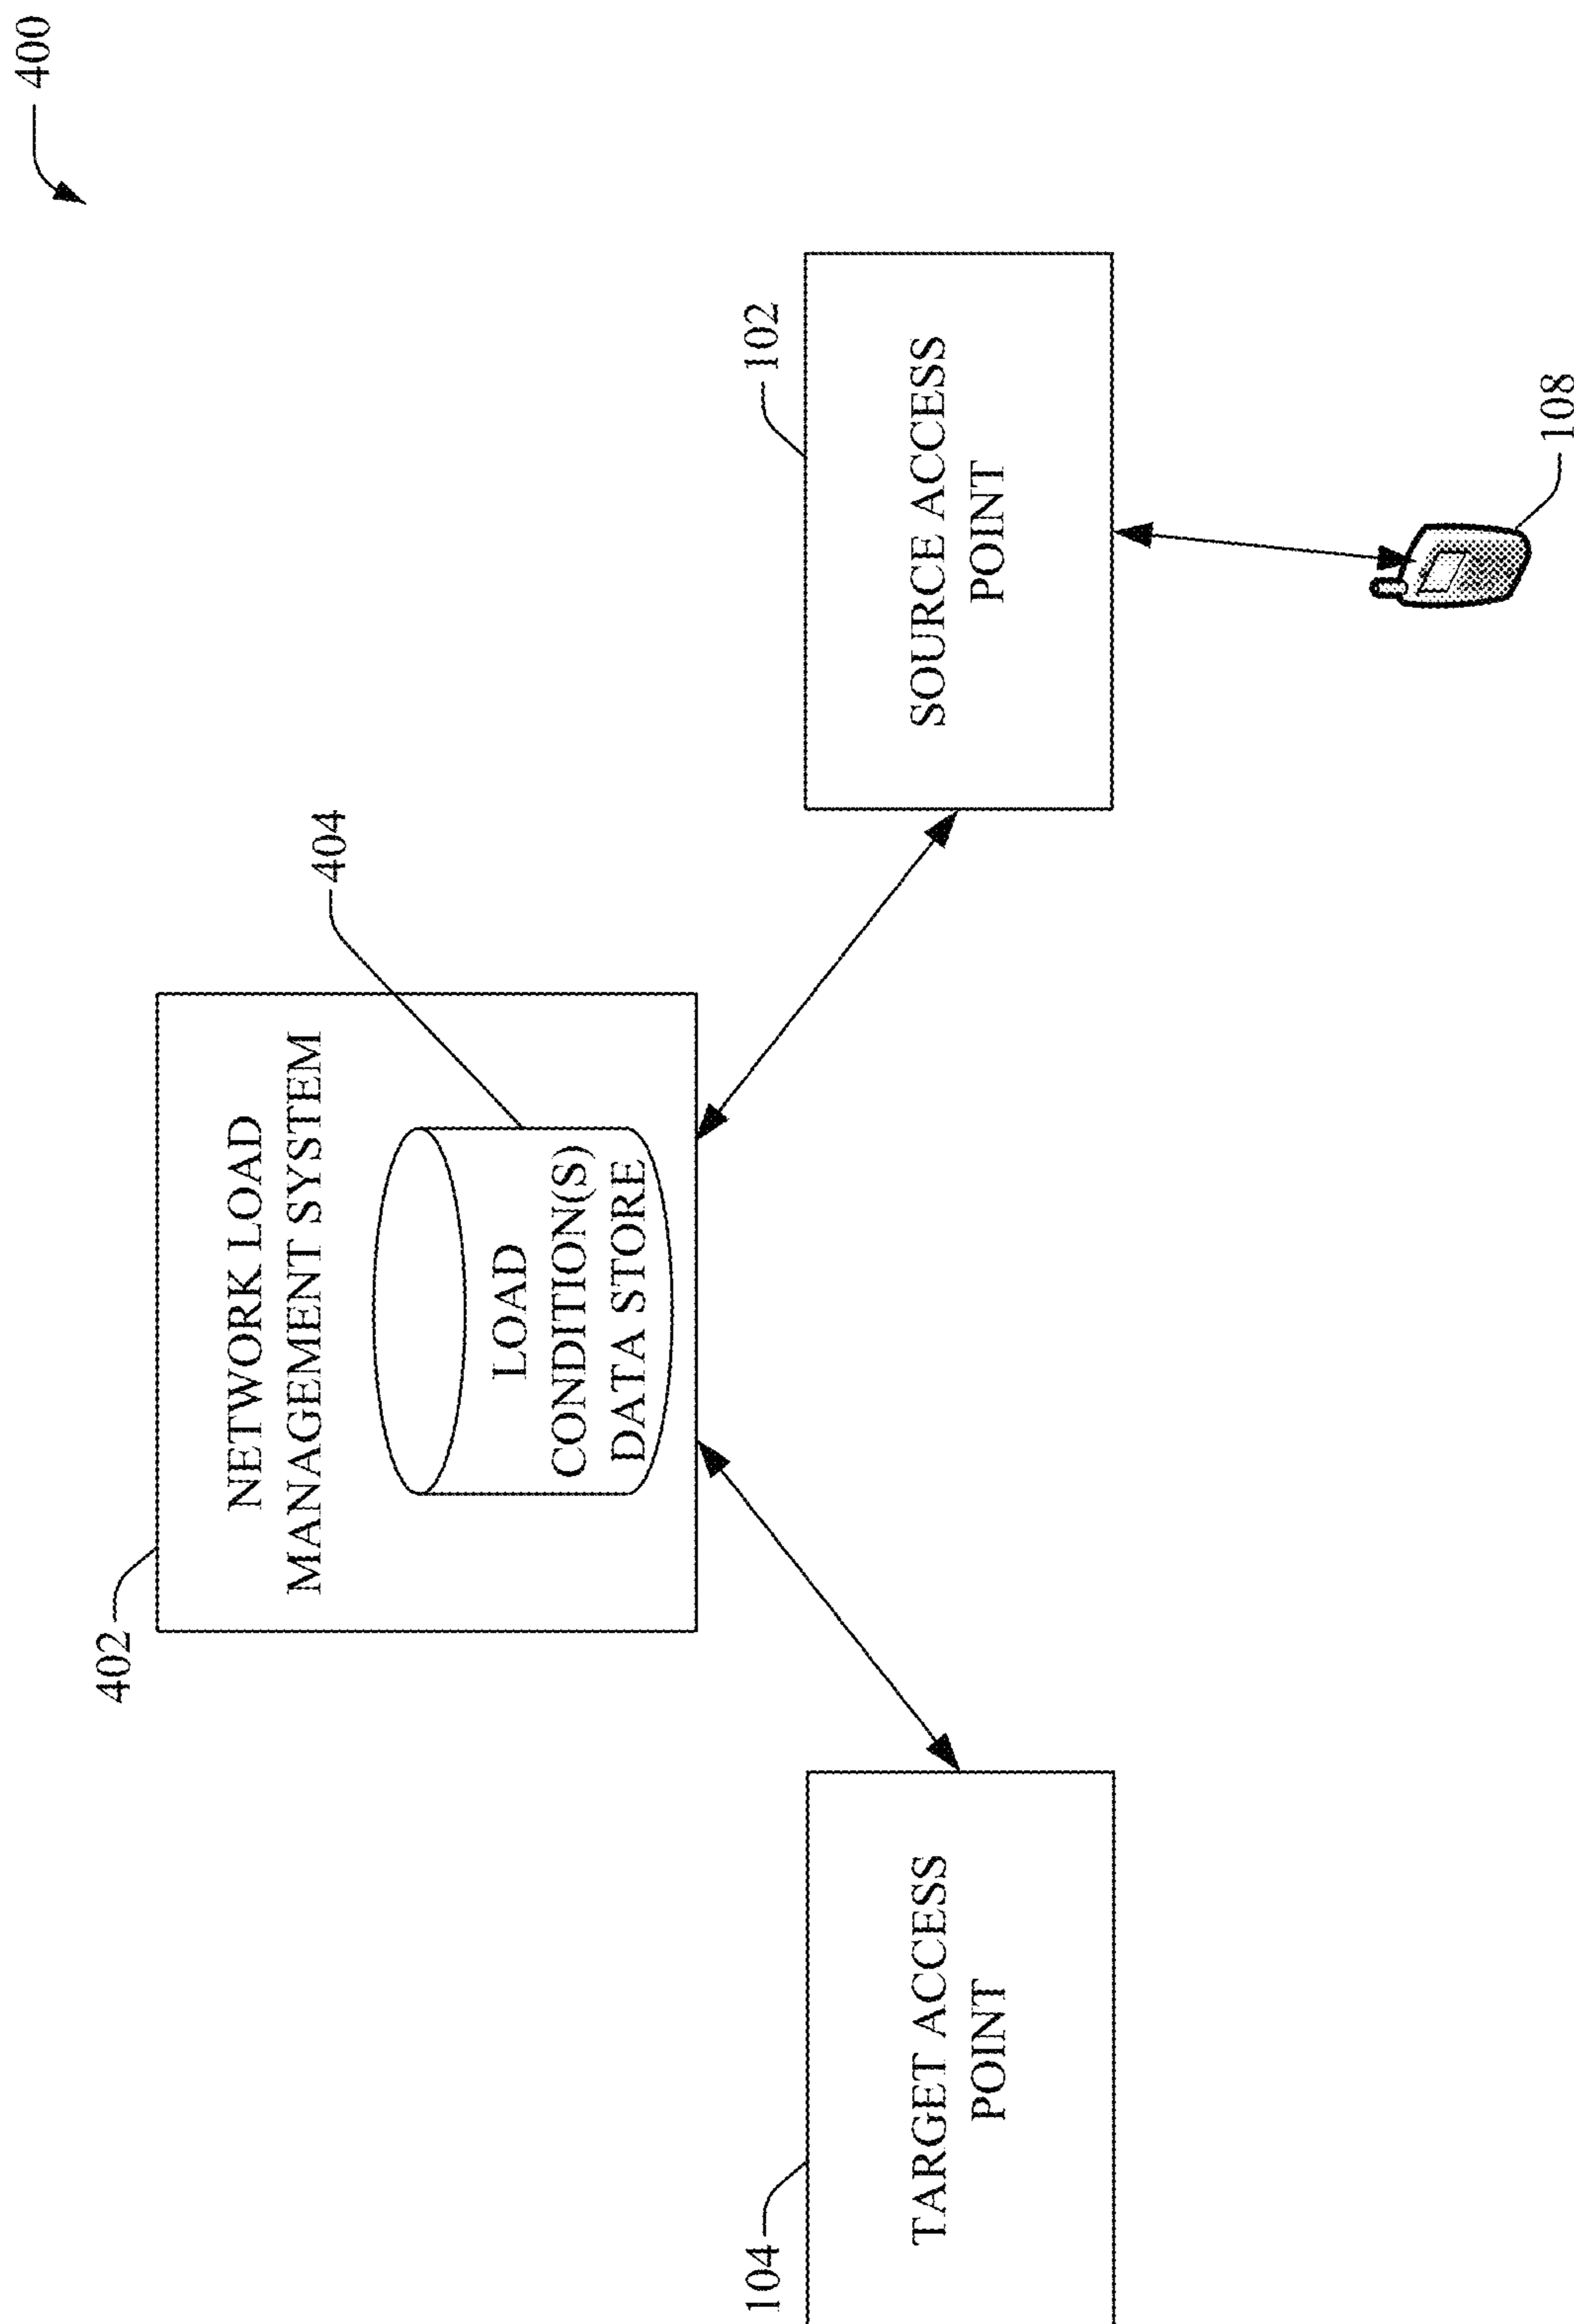 400
402
NETWORK LOAD
MANAGEMENT SYSTEM
404
LOAD
CONDITION(S)
DATA STORE
104
TARGET ACCESS
POINT
102
SOURCE ACCESS
POINT
108